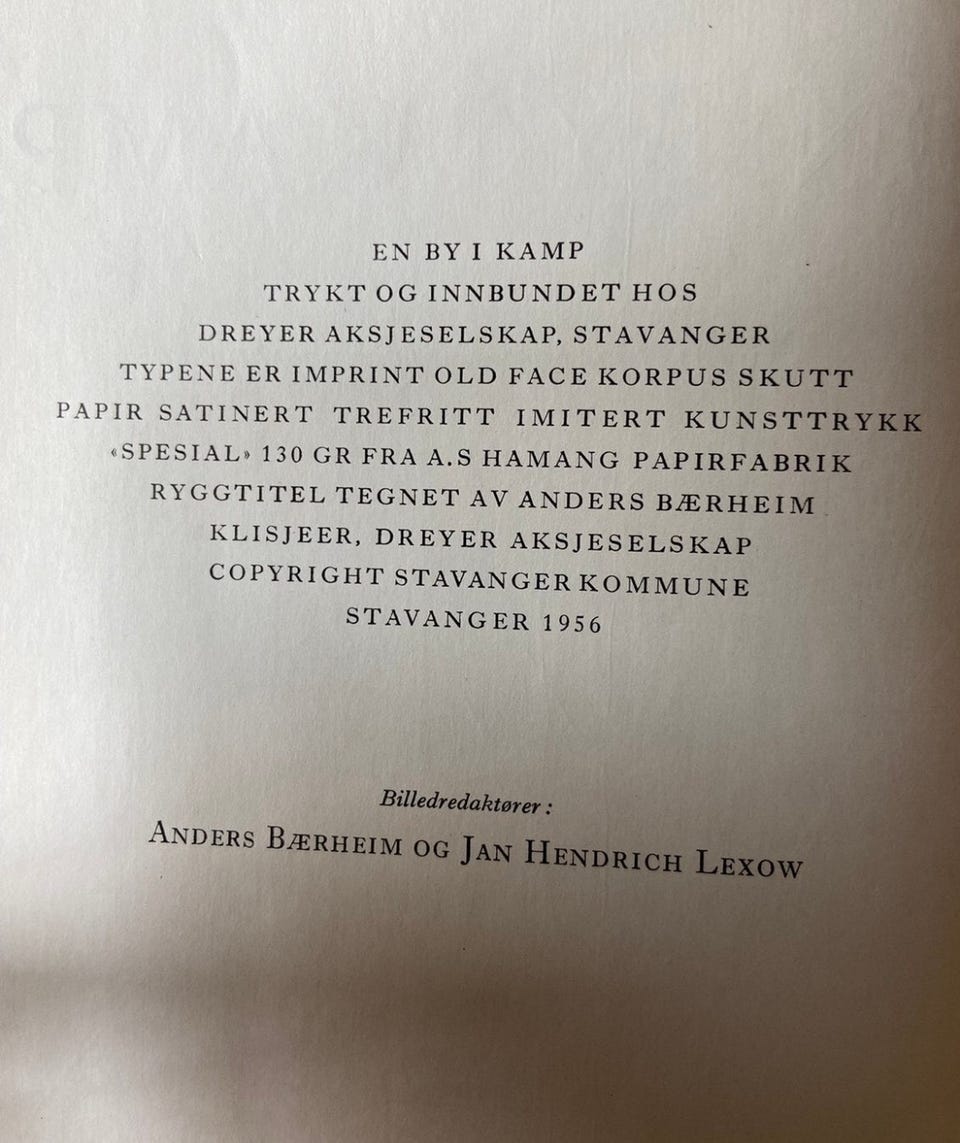 EN BY I KAMP
TRYKT OG INNBUNDET HOS
DREYER AKSJESELSKAP, STAVANGER
TYPENE ER IMPRINT OLD FACE KORPUS SKUTT
PAPIR SATINERT TREFRITT IMITERT KUNSTTRYKK
«SPESIAL» 130 GR FRA A.S HAMANG PAPIRFABRIK
RYGGTITEL TEGNET AV ANDERS BÆRHEIM
KLISJEER, DREYER AKSJESELSKAP
COPYRIGHT STAVANGER KOMMUNE
STAVANGER 1956
Billedredaktører:
ANDERS BÆRHEIM OG JAN HENDRICH LEXOW